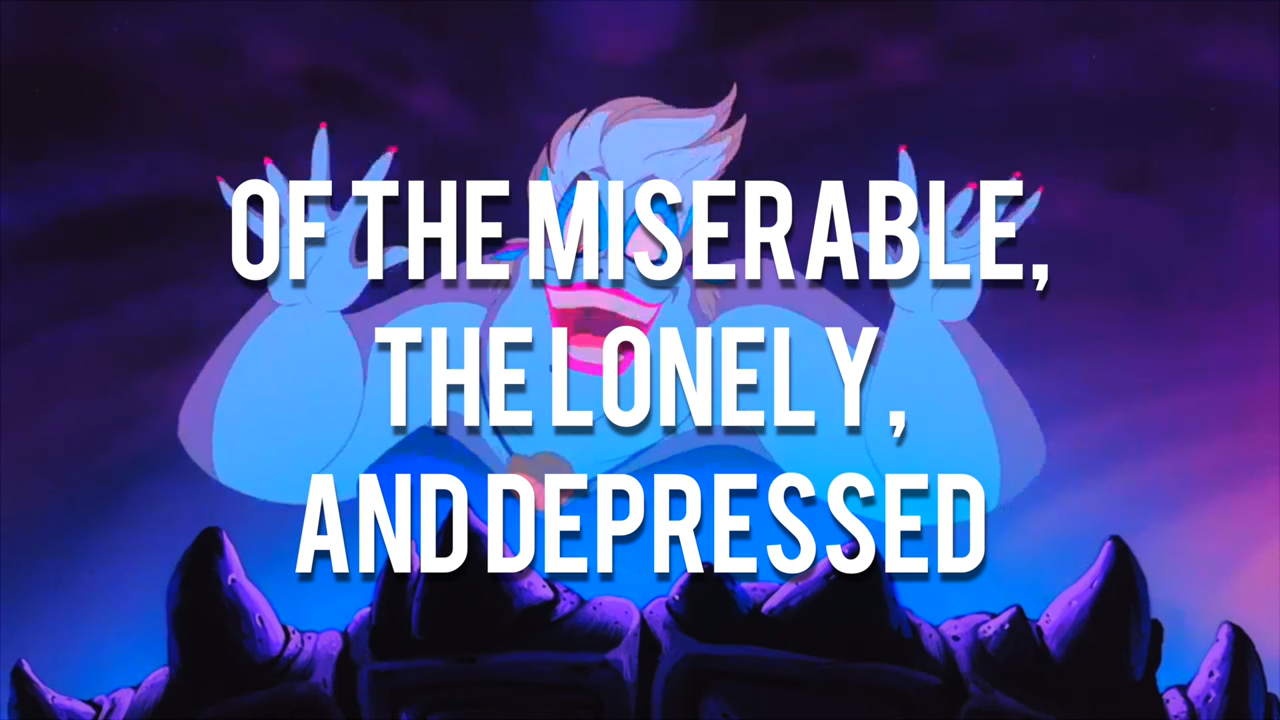 OF THE MISERABLE,
THE LONELY,
AND DEPRESSED